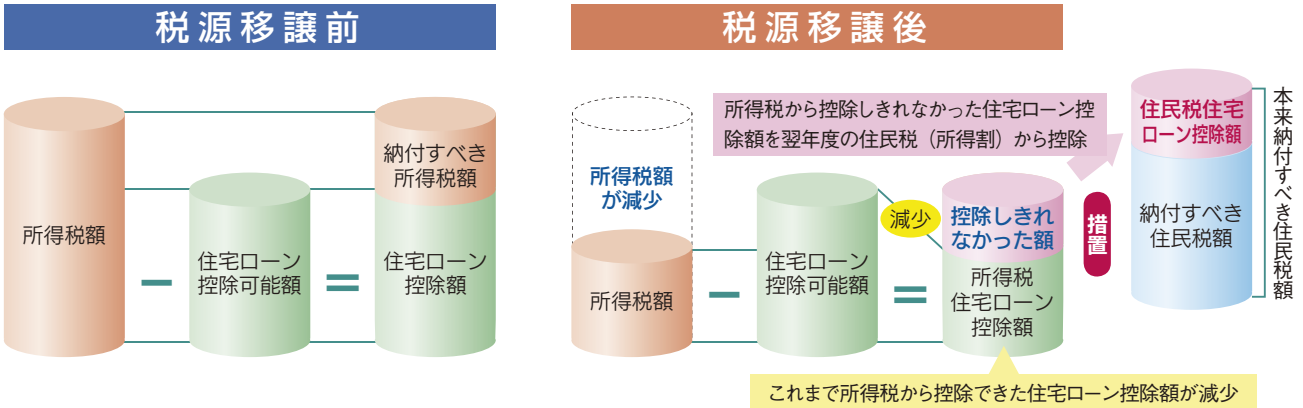 税源移譲前
所得税額
－
住宅ローン
控除可能額
＝
納付すべき
所得税額
住宅ローン
控除額
税源移譲後
所得税額
が減少
所得税額
－
住宅ローン
控除可能額
減少
＝
控除しきれ
なかった額
所得税
住宅ローン
控除額
所得税から控除しきれなかった住宅ローン控
除額を翌年度の住民税（所得割）から控除
措置
住民税住宅
ローン控除額
納付すべき
住民税額
本来納付すべき住民税額
これまで所得税から控除できた住宅ローン控除額が減少